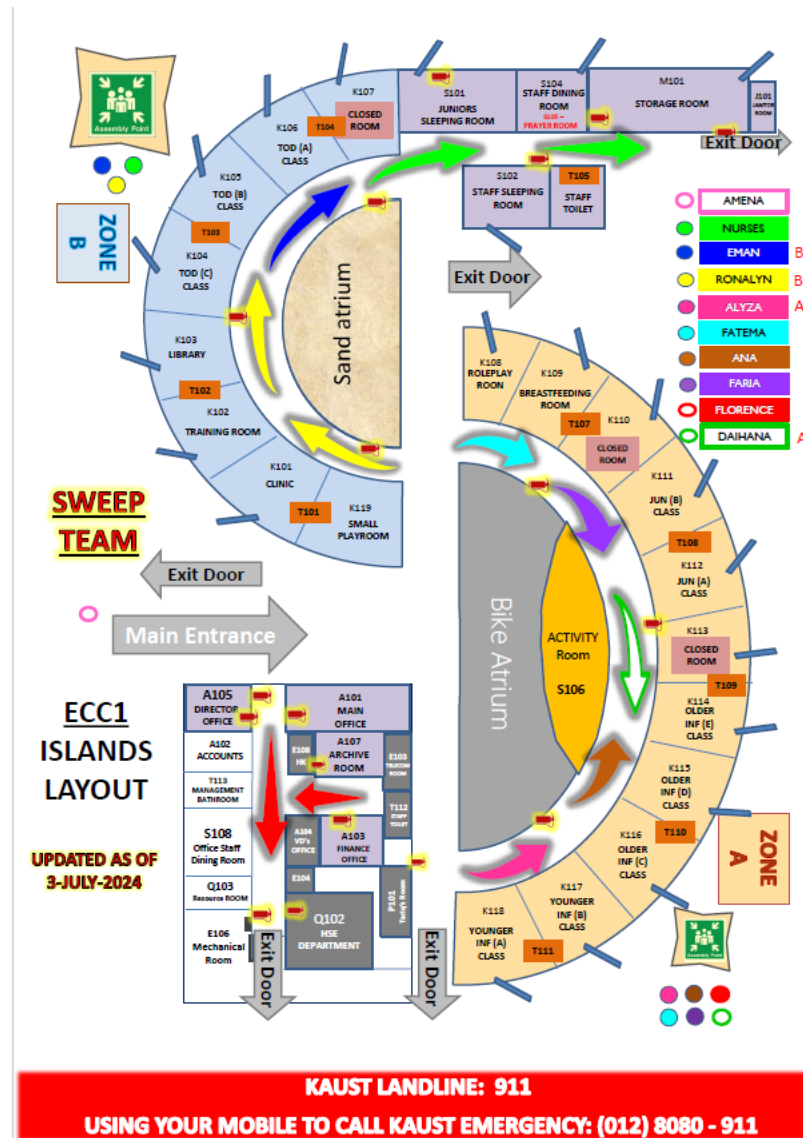 Assembly Point
ZONE B
K107
CLOSED
ROOM
T104
K106
TOD (A)
CLASS
K105
TOD (B)
CLASS
T103
K104
TOD (C)
CLASS
K103
LIBRARY
T102
K102
TRAINING ROOM
K101
CLINIC
T101
K119
SMALL
PLAYROOM
Sand atrium
S101
JUNIORS
SLEEPING ROOM
S104
STAFF DINING
ROOM
S105 –
PRAYER ROOM
M101
STORAGE ROOM
J101
JANITOR
ROOM
Exit Door
S102
STAFF SLEEPING
ROOM
T105
STAFF
TOILET
Exit Door
AMENA
NURSES
EMAN B
RONALYN B
ALYZA A
FATEMA
ANA
FARIA
FLORENCE
DAIHANA A
K108
ROLEPLAY
ROON
K109
BREASTFEEDING
ROOM
T107
K110
CLOSED
ROOM
K111
JUN (B)
CLASS
T108
K112
JUN (A)
CLASS
K113
CLOSED
ROOM
T109
K114
OLDER
INF (E)
CLASS
K115
OLDER
INF (D)
CLASS
T110
K116
OLDER
INF (C)
CLASS
K117
YOUNGER
INF (B)
CLASS
T111
K118
YOUNGER
INF (A)
CLASS
Bike Atrium
ACTIVITY
Room
S106
ZONE A
Assembly Point
SWEEP
TEAM
Exit Door
Main Entrance
ECC1
ISLANDS
LAYOUT
UPDATED AS OF
3-JULY-2024
A105
DIRECTOR
OFFICE
A101
MAIN
OFFICE
A102
ACCOUNTS
E108
HK
A107
ARCHIVE
ROOM
E103
TELECOM
ROOM
T113
MANAGEMENT
BATHROOM
T112
STAFF
TOILET
S108
Office Staff
Dining Room
A104
VD's
OFFICE
A103
FINANCE
OFFICE
Q103
Resource ROOM
E104
P101
Tariq's Room
E106
Mechanical
Room
Q102
HSE
DEPARTMENT
Exit Door
Exit Door
KAUST LANDLINE: 911
USING YOUR MOBILE TO CALL KAUST EMERGENCY: (012) 8080 - 911